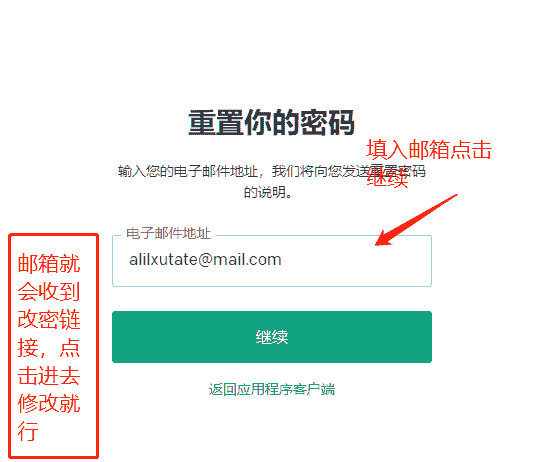 重置你的密码
填入邮箱点击
继续
输入您的电子邮件地址，我们将向您发送重置密码
的说明。
电子邮件地址
alilxutate@mail.com
继续
返回应用程序客户端
邮箱就
会收到
改密链
接，点
击进去
修改就
行